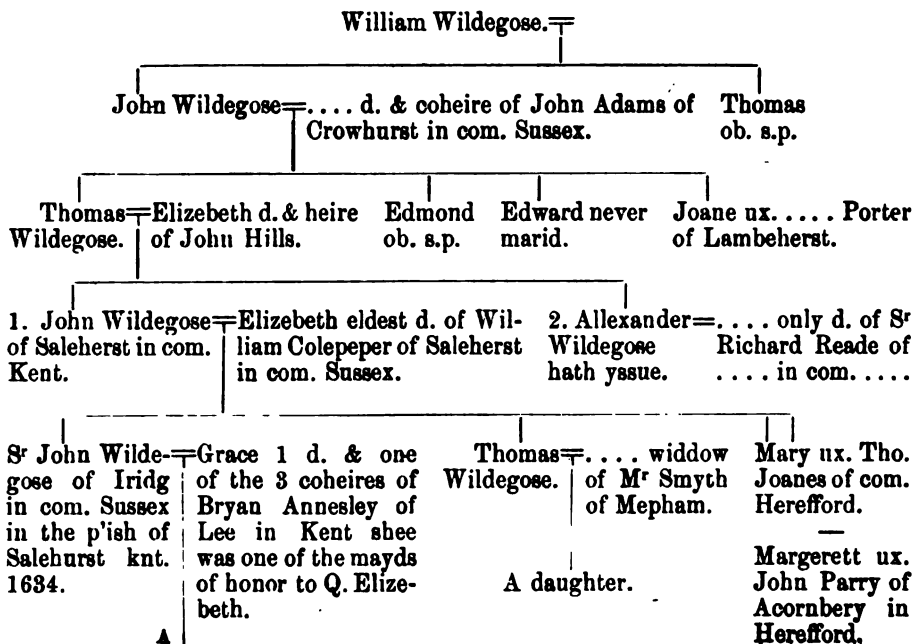 William Wildegose.
John Wildegose=.... d. & coheire of John Adams of
Crowhurst in com. Sussex.
Thomas
ob. s.p.
Thomas
Wildegose.
=Elizebeth d. & heire
of John Hills.
Edmond
ob. s.p.
Edward never
marid.
Joane ux..... Porter
of Lambeherst.
1. John Wildegose
of Saleherst in com.
Kent.
=Elizebeth eldest d. of Wil-
liam Colepeper of Saleherst
in com. Sussex.
2. Allexander
Wildegose
hath yssue.
=.... only d. of Sr
Richard Reade of
.... in com.....
Sr John Wilde-
gose of Iridg
in com. Sussex
in the p'ish of
Salehurst knt.
1634.
=Grace 1 d. & one
of the 3 coheires of
Bryan Annesley of
Lee in Kent shee
was one of the mayds
of honor to Q. Elize-
beth.
Thomas
Wildegose.
=.... widdow
of Mr Smyth
of Mepham.
A daughter.
Mary ux. Tho.
Joanes of com.
Herefford.
—
Margerett ux.
John Parry of
Acornbery in
Herefford,
A